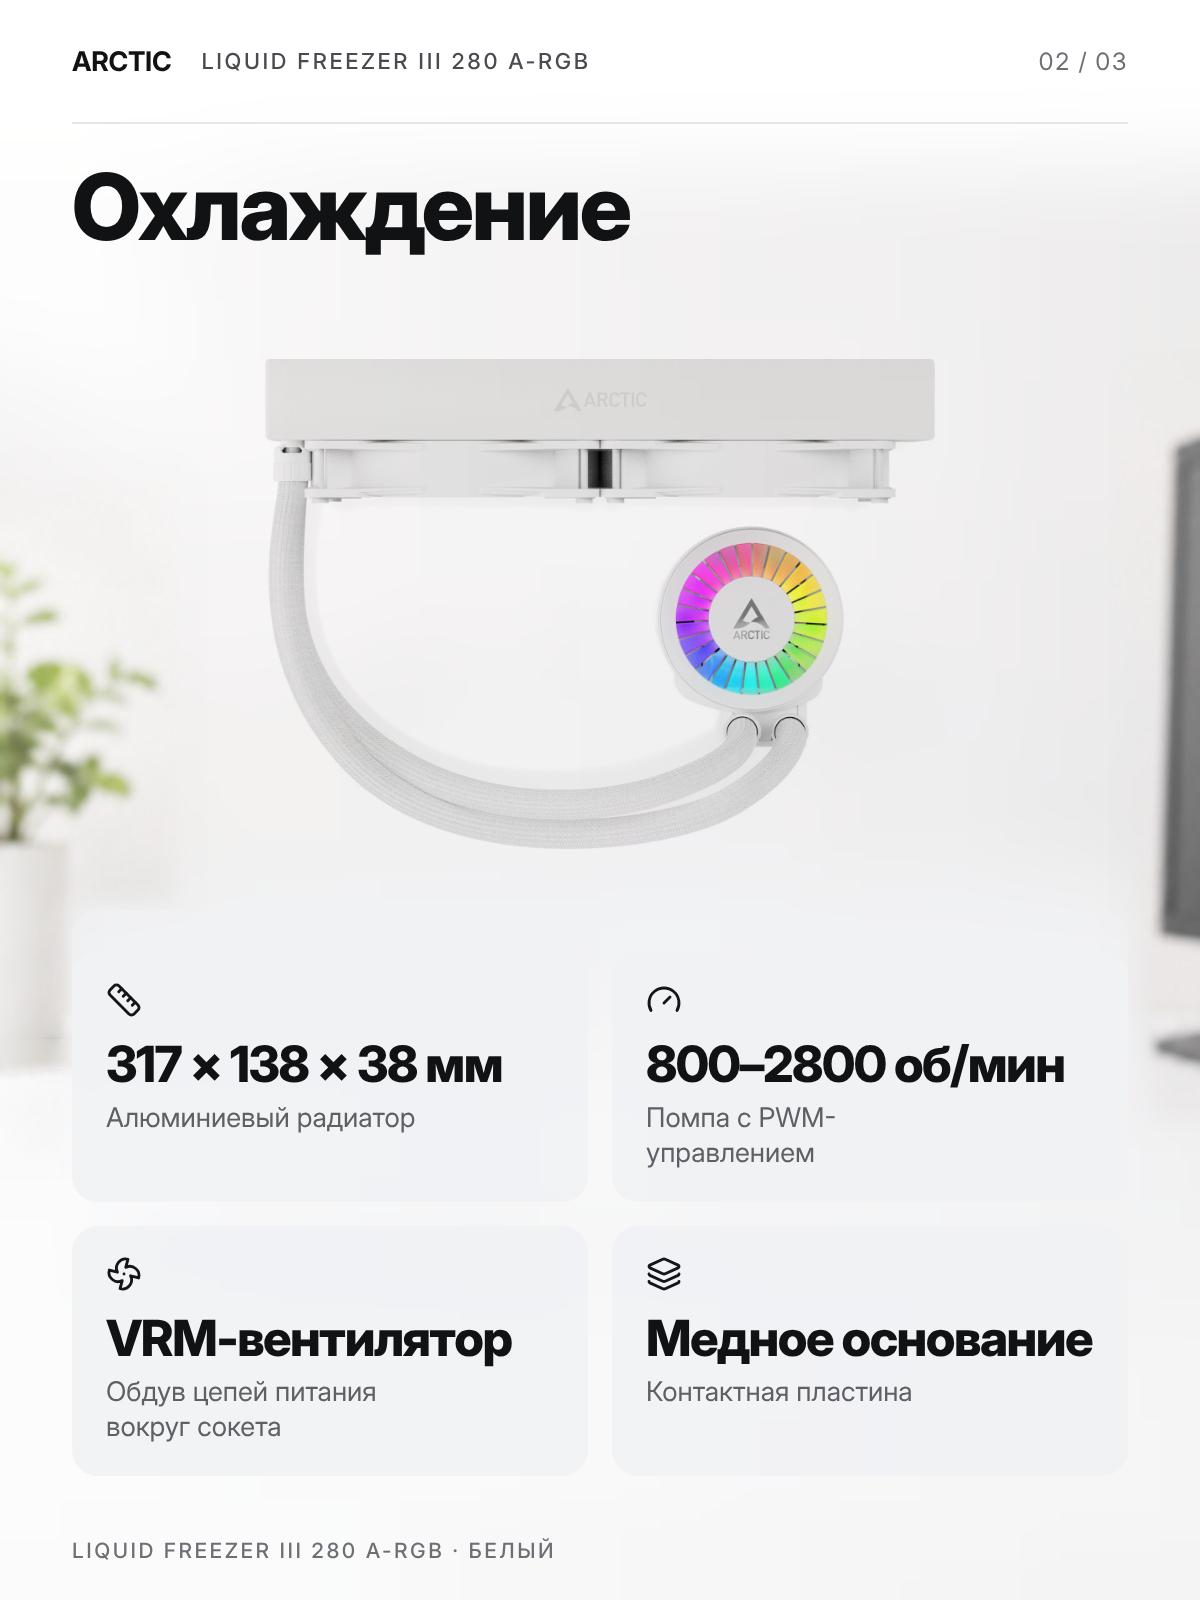 ARCTIC LIQUID FREEZER III 280 A-RGB 02 / 03
Охлаждение
ARCTIC
ARCTIC
317 × 138 × 38 мм
Алюминиевый радиатор
800–2800 об/мин
Помпа с PWM-
управлением
VRM-вентилятор
Обдув цепей питания
вокруг сокета
Медное основание
Контактная пластина
LIQUID FREEZER III 280 A-RGB · БЕЛЫЙ